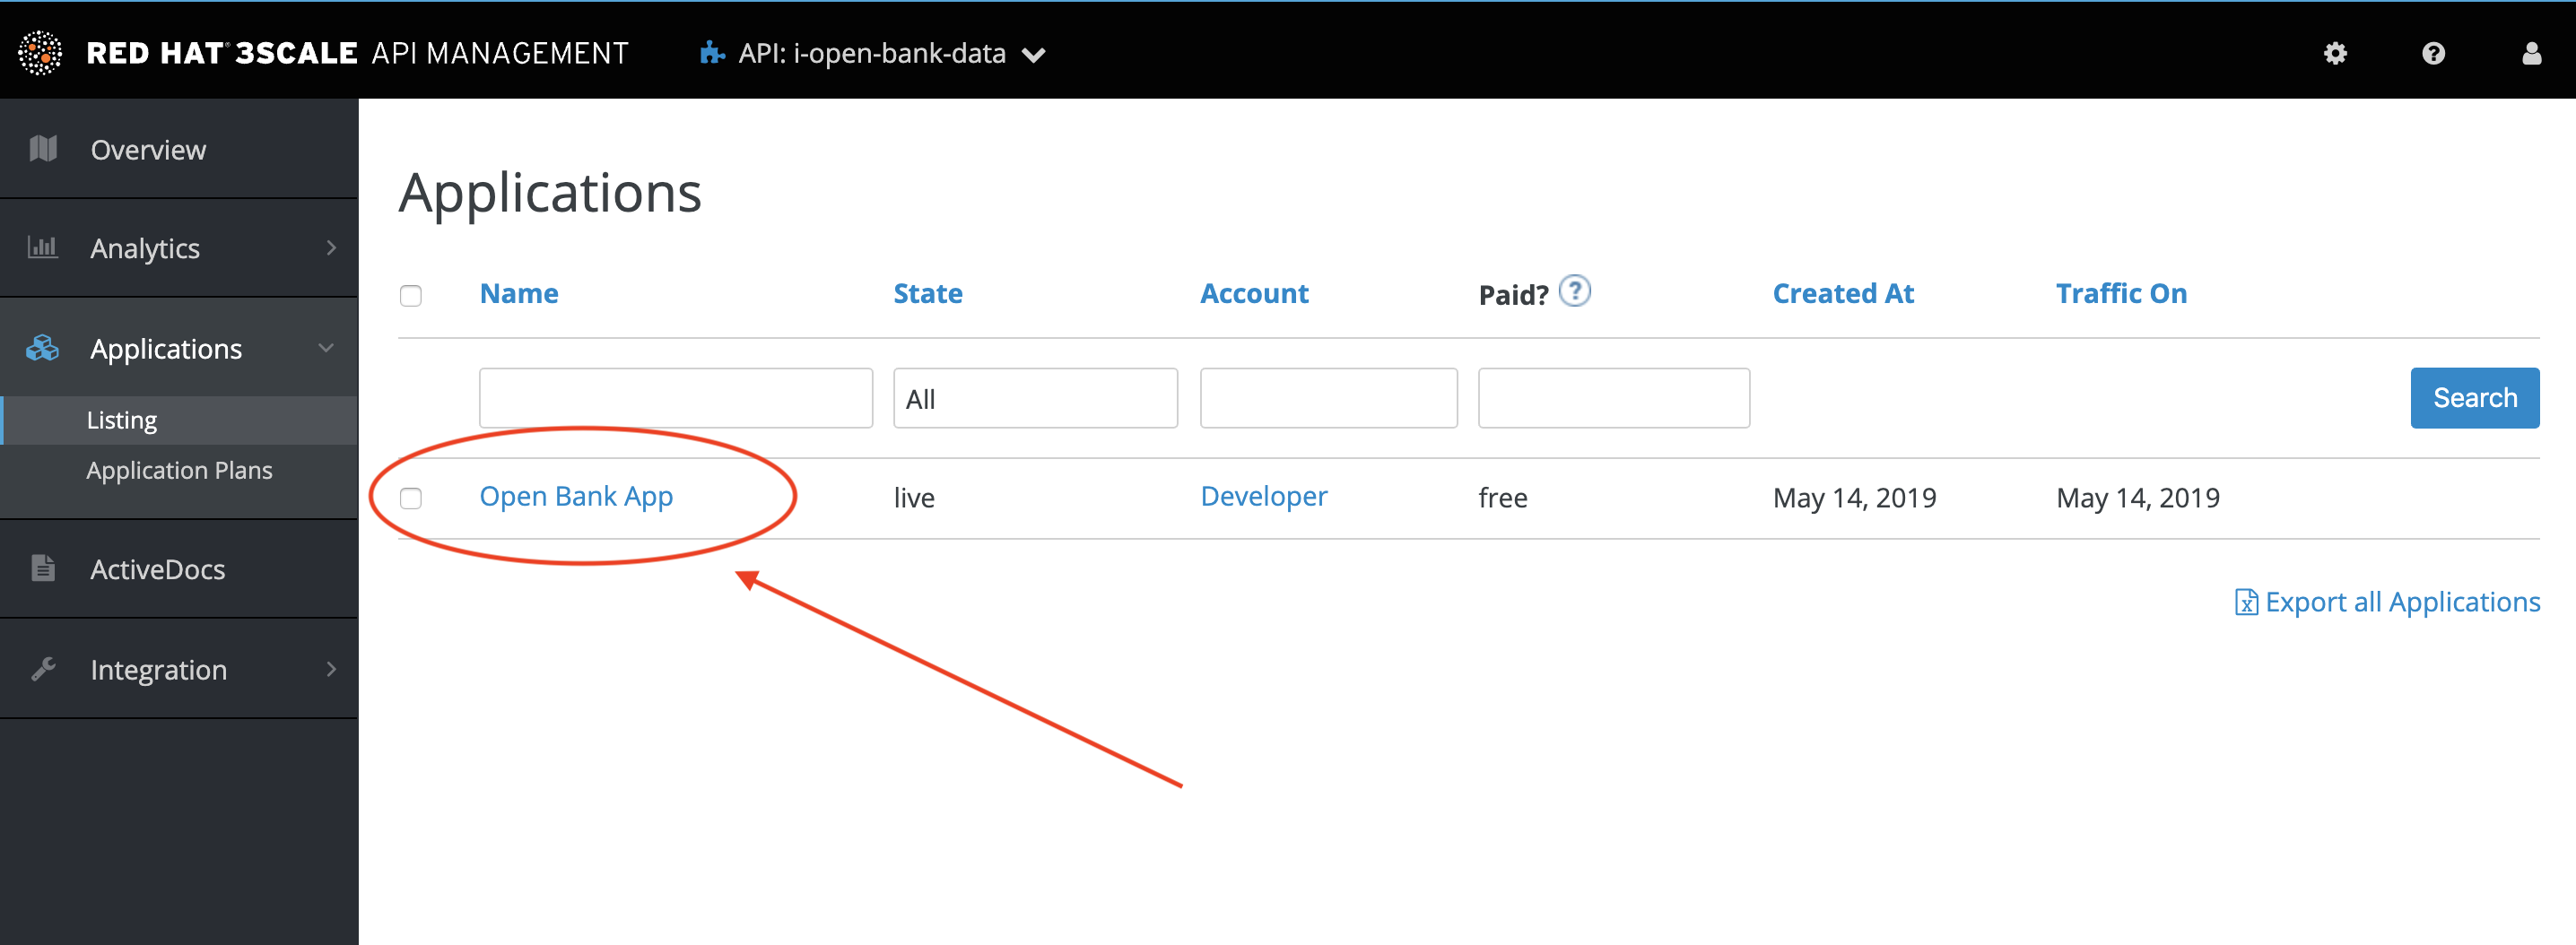 RED HAT® 3SCALE API MANAGEMENT API: i-open-bank-data
Overview
Analytics
Applications
Listing
Application Plans
ActiveDocs
Integration
Applications
Name State Account Paid? ? Created At Traffic On
All Search
Open Bank App live Developer free May 14, 2019 May 14, 2019
Export all Applications